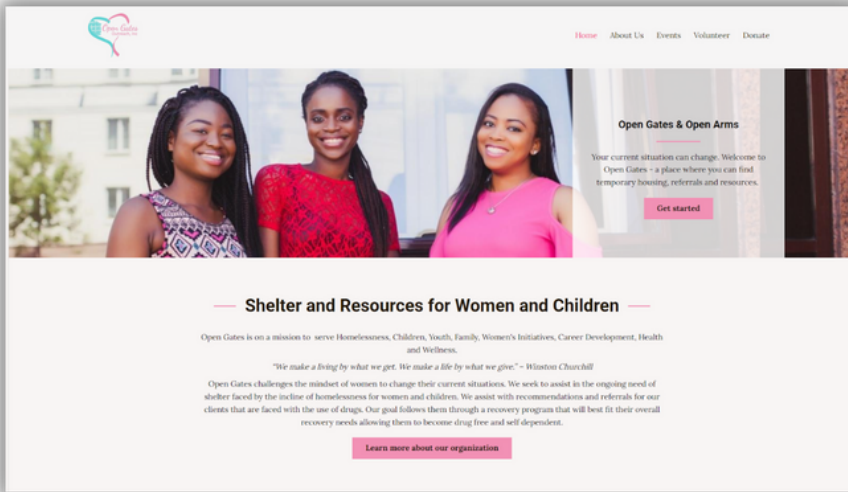 Open Gates
Home About Us Events Volunteer Donate
Open Gates & Open Arms
Your current situation can change. Welcome to
Open Gates - a place where you can find
temporary housing, referrals and resources.
Get started
Shelter and Resources for Women and Children
Open Gates is on a mission to serve Homelessness, Children, Youth, Family, Women's Initiatives, Career Development, Health
and Wellness.
"We make a living by what we get. We make a life by what we give." – Winston Churchill
Open Gates challenges the mindset of women to change their current situations. We seek to assist in the ongoing need of
shelter faced by the incline of homelessness for women and children. We assist with recommendations and referrals for our
clients that are faced with the use of drugs. Our goal follows them through a recovery program that will best fit their overall
recovery needs allowing them to become drug free and self dependent.
Learn more about our organization